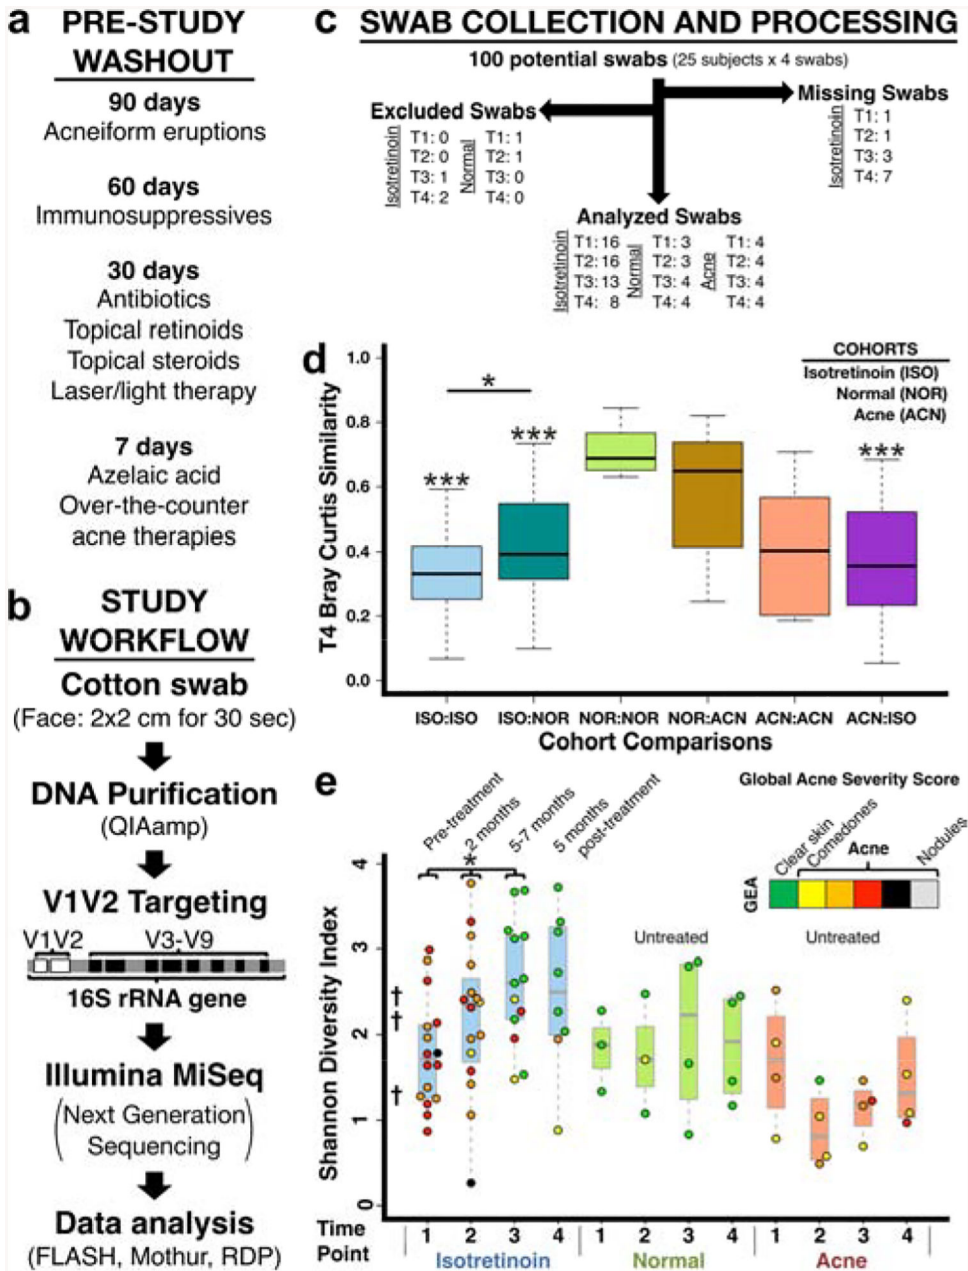 a
PRE-STUDY
WASHOUT
90 days
Acneiform eruptions
60 days
Immunosuppressives
30 days
Antibiotics
Topical retinoids
Topical steroids
Laser/light therapy
7 days
Azelaic acid
Over-the-counter
acne therapies
b
STUDY
WORKFLOW
Cotton swab
(Face: 2x2 cm for 30 sec)
DNA Purification
(QIAamp)
V1V2 Targeting
V1V2 V3-V9
16S rRNA gene
Illumina MiSeq
(Next Generation
Sequencing)
Data analysis
(FLASH, Mothur, RDP)
c
SWAB COLLECTION AND PROCESSING
100 potential swabs (25 subjects x 4 swabs)
Excluded Swabs
Isotretinoin
T1: 0
T2: 0
T3: 1
T4: 2
Normal
T1: 1
T2: 1
T3: 0
T4: 0
Missing Swabs
Isotretinoin
T1: 1
T2: 1
T3: 3
T4: 7
Analyzed Swabs
Isotretinoin
T1: 16
T2: 16
T3: 13
T4: 8
Normal
T1: 3
T2: 3
T3: 4
T4: 4
Acne
T1: 4
T2: 4
T3: 4
T4: 4
d
COHORTS
Isotretinoin (ISO)
Normal (NOR)
Acne (ACN)
T4 Bray Curtis Similarity
1.0
0.8
0.6
0.4
0.2
0.0
*
***
***
***
ISO:ISO ISO:NOR NOR:NOR NOR:ACN ACN:ACN ACN:ISO
Cohort Comparisons
e
Pre-treatment
2 months
5-7 months
5 months
post-treatment
*
Global Acne Severity Score
Clear skin
Comedones
Acne
Nodules
GEA
Untreated
Untreated
Shannon Diversity Index
4
3
2
1
0
†
†
†
Time
Point
1 2 3 4 1 2 3 4 1 2 3 4
Isotretinoin Normal Acne